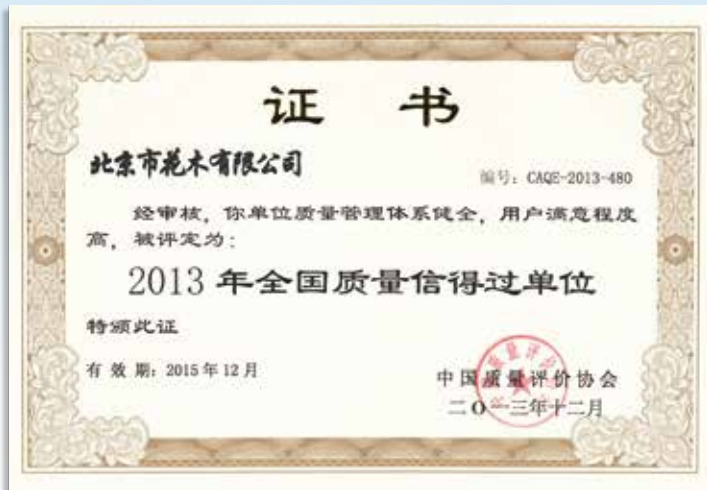 证 书
北京市花木有限公司
编号：CAQE-2013-480
经审核，你单位质量管理体系健全，用户满意程度
高，被评定为：
2013 年全国质量信得过单位
特颁此证
有 效 期：2015 年 12 月
中国质量评价协会
二O一三年十二月